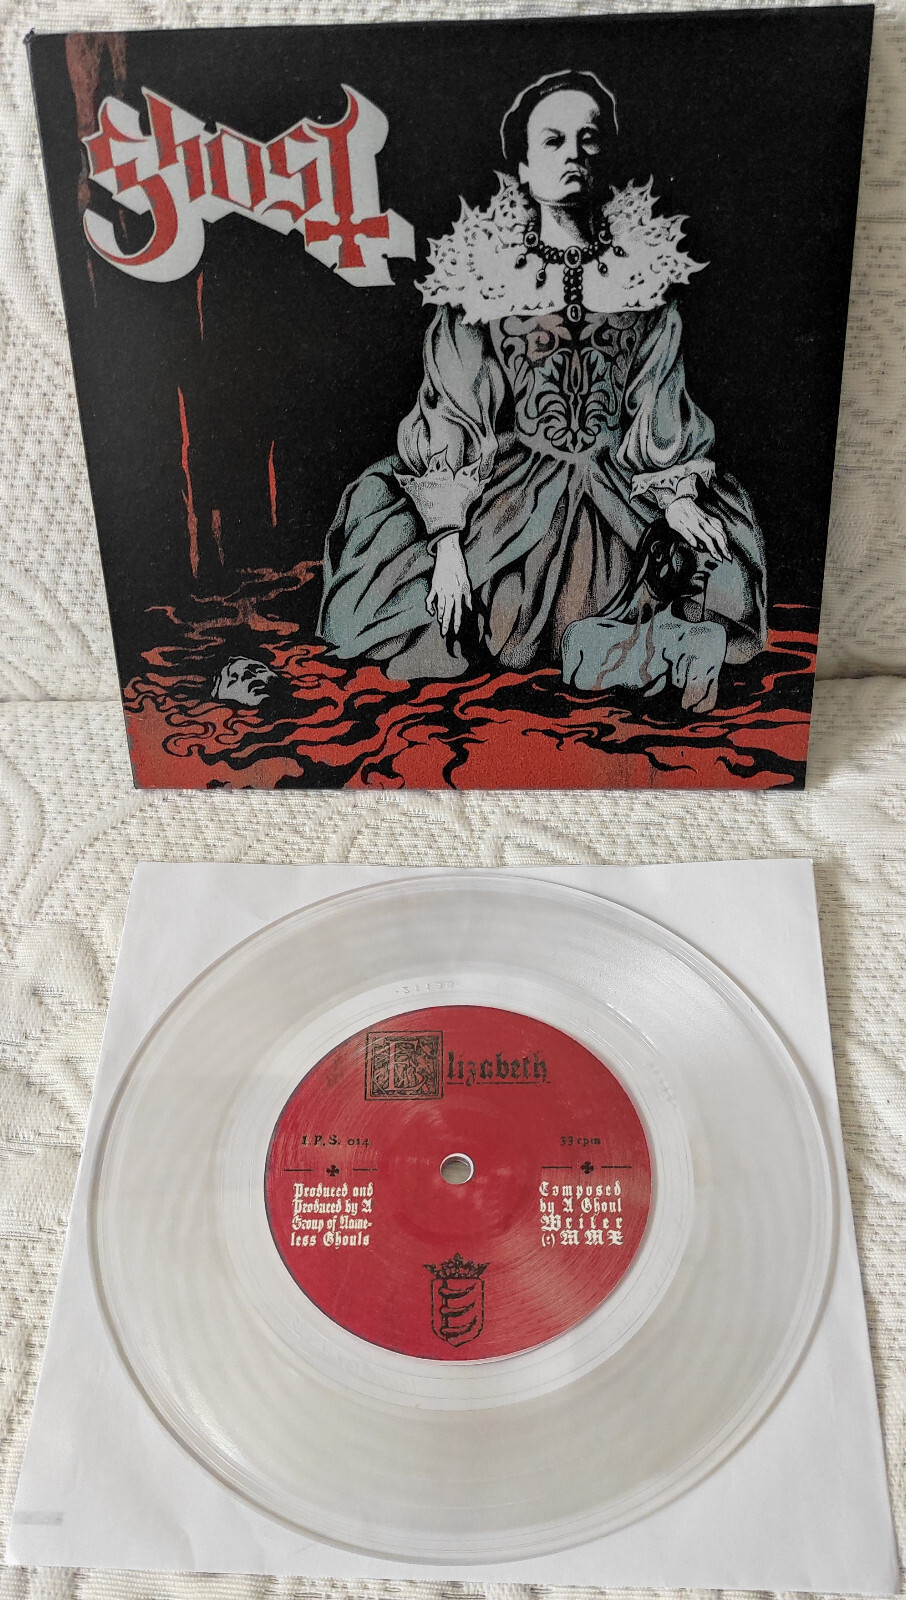 Ghost
Elizabeth
I. P. S. 014
33 rpm
Produced and
Produced by A
Group of Name-
less Ghouls
Composed
by A Ghoul
Writer
MMX